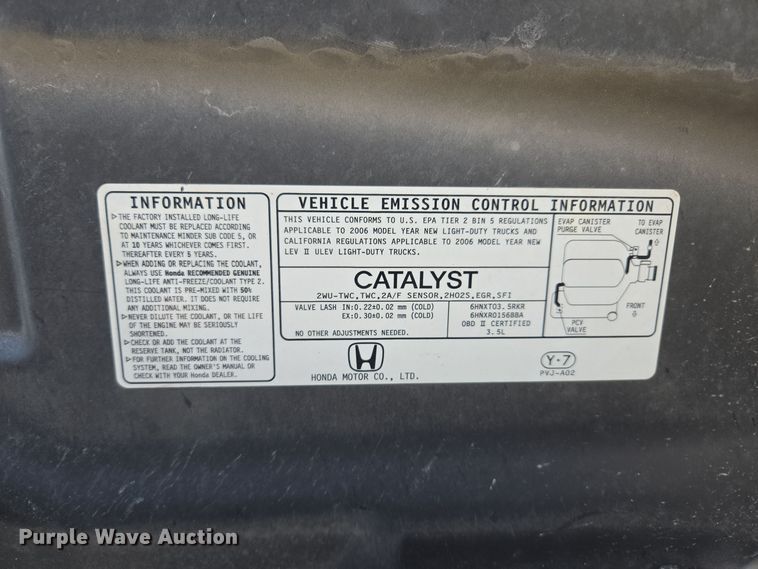 INFORMATION
▷THE FACTORY INSTALLED LONG-LIFE
COOLANT MUST BE REPLACED ACCORDING
TO MAINTENANCE MINDER SUB CODE 5, OR
AT 10 YEARS WHICHEVER COMES FIRST.
THEREAFTER EVERY 5 YEARS.
▷WHEN ADDING OR REPLACING THE COOLANT,
ALWAYS USE Honda RECOMMENDED GENUINE
LONG-LIFE ANTI-FREEZE/COOLANT TYPE 2.
THIS COOLANT IS PRE-MIXED WITH 50%
DISTILLED WATER. IT DOES NOT REQUIRE
ANY ADDITIONAL MIXING.
▷NEVER DILUTE THE COOLANT, OR THE LIFE
OF THE ENGINE MAY BE SERIOUSLY
SHORTENED.
▷CHECK OR ADD THE COOLANT AT THE
RESERVE TANK, NOT THE RADIATOR.
▷FOR FURTHER INFORMATION ON THE COOLING
SYSTEM, READ THE OWNER'S MANUAL OR
CHECK WITH YOUR Honda DEALER.
VEHICLE EMISSION CONTROL INFORMATION
THIS VEHICLE CONFORMS TO U.S. EPA TIER 2 BIN 5 REGULATIONS
APPLICABLE TO 2006 MODEL YEAR NEW LIGHT-DUTY TRUCKS AND
CALIFORNIA REGULATIONS APPLICABLE TO 2006 MODEL YEAR NEW
LEV II ULEV LIGHT-DUTY TRUCKS.
CATALYST
2WU-TWC,TWC,2A/F SENSOR,2HO2S,EGR,SFI
VALVE LASH IN:0.22±0.02 mm (COLD)
EX:0.30±0.02 mm (COLD)
NO OTHER ADJUSTMENTS NEEDED.
6HNXT03.5RKR
6HNXR0156BBA
OBD II CERTIFIED
3.5L
EVAP CANISTER
PURGE VALVE
TO EVAP
CANISTER
FRONT
PCV
VALVE
HONDA MOTOR CO., LTD.
Y·7
PVJ-A02
Purple Wave Auction